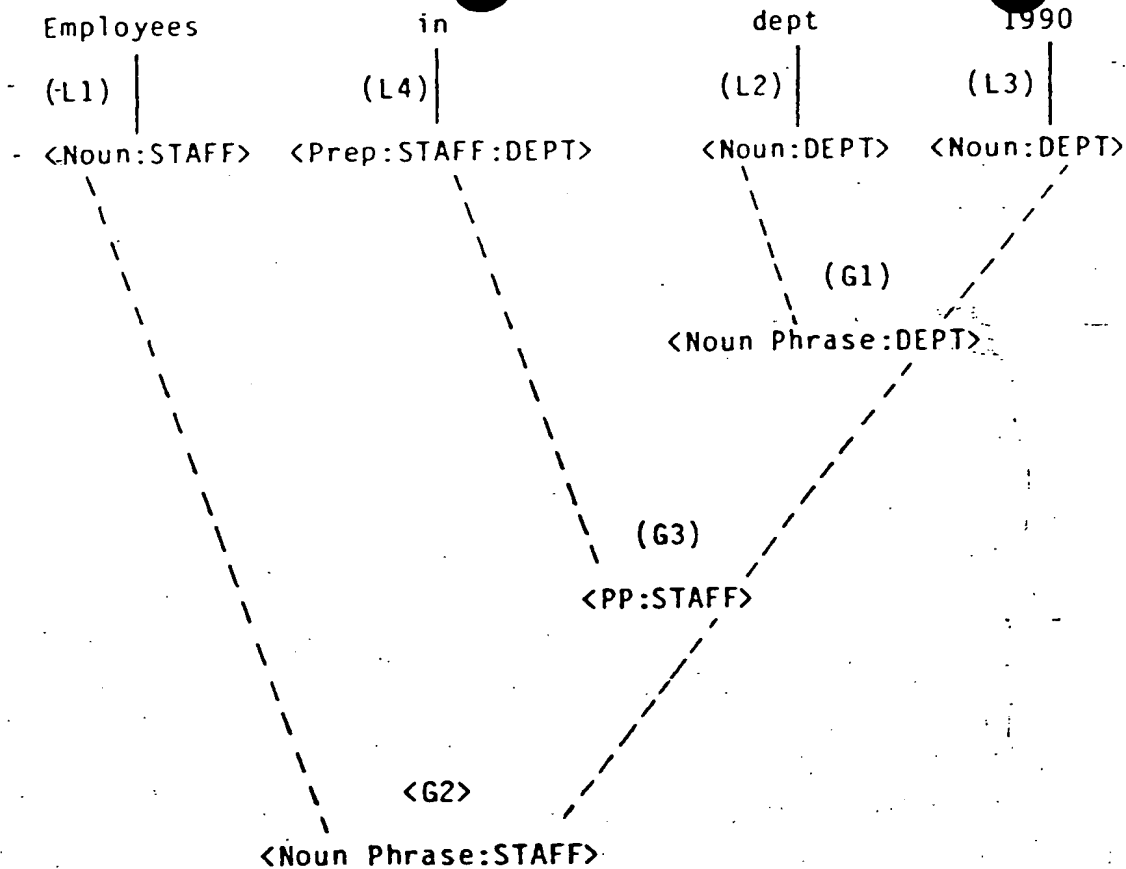 Employees in dept 1990
(L1) (L4) (L2) (L3)
<Noun:STAFF> <Prep:STAFF:DEPT> <Noun:DEPT> <Noun:DEPT>
(G1)
<Noun Phrase:DEPT>
(G3)
<PP:STAFF>
<G2>
<Noun Phrase:STAFF>